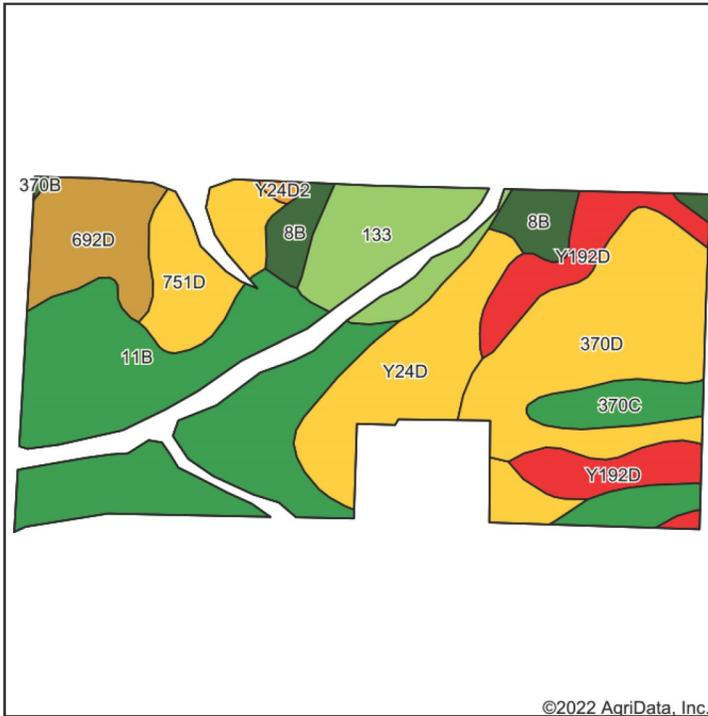 370B
Y24D2
8B
133
8B
692D
Y192D
751D
370D
11B
Y24D
370C
Y192D
©2022 AgriData, Inc.